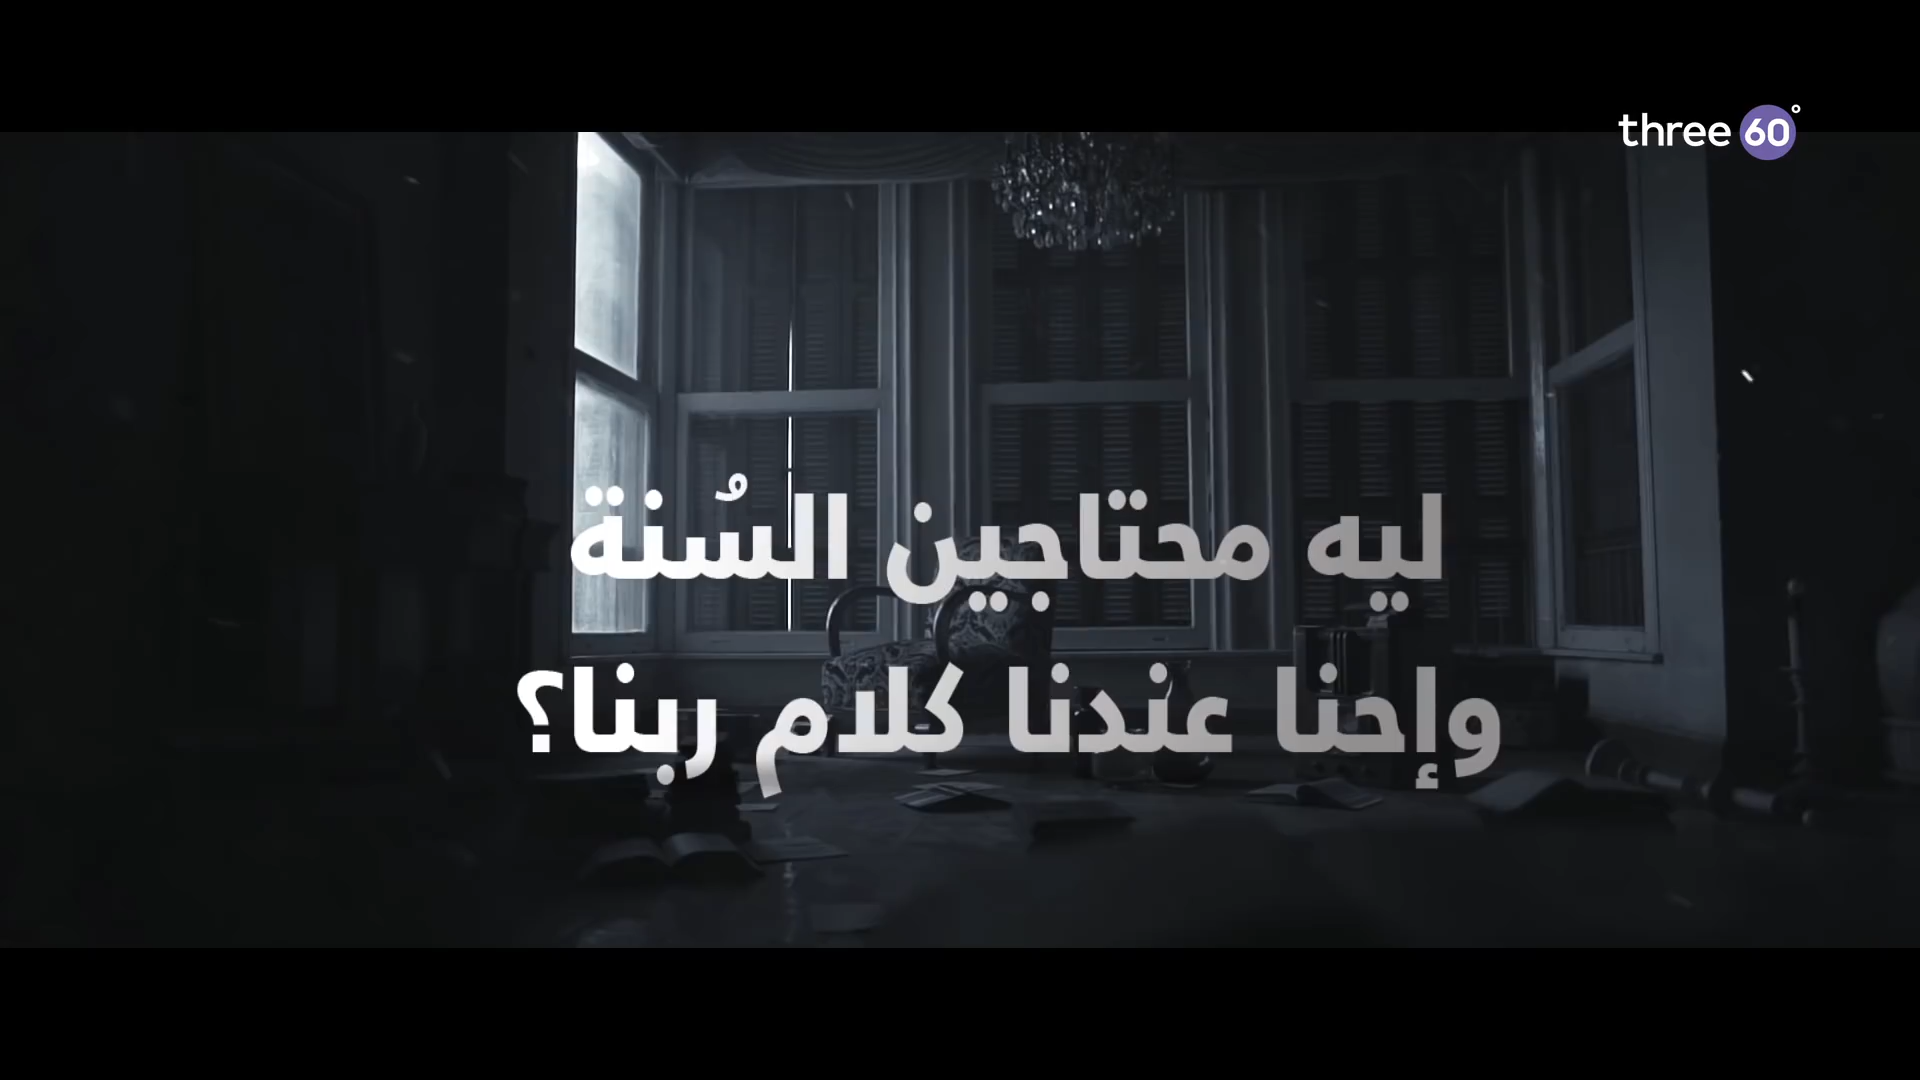 three 60°
ليه محتاجين السُنة
وإحنا عندنا كلام ربنا؟